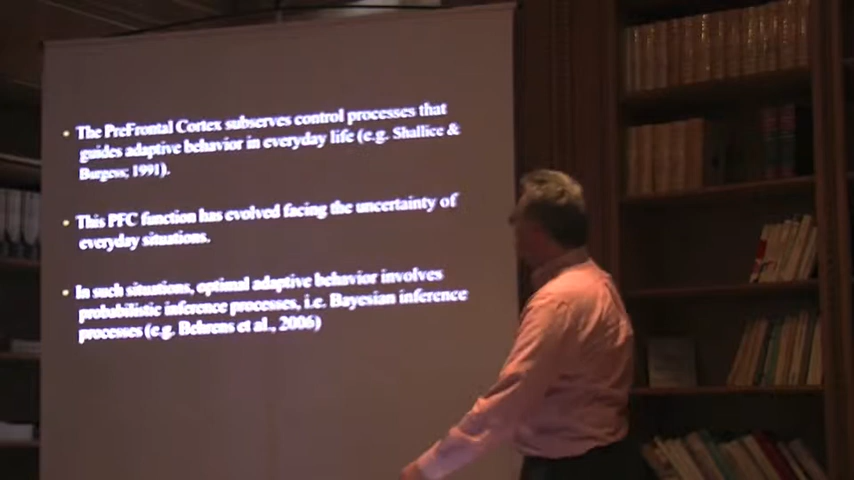 • The PreFrontal Cortex subserves control processes that
guides adaptive behavior in everyday life (e.g. Shallice &
Burgess, 1991).
• This PFC function has evolved facing the uncertainty of
everyday situations.
• In such situations, optimal adaptive behavior involves
probabilistic inference processes, i.e. Bayesian inference
processes (e.g. Behrens et al., 2006)